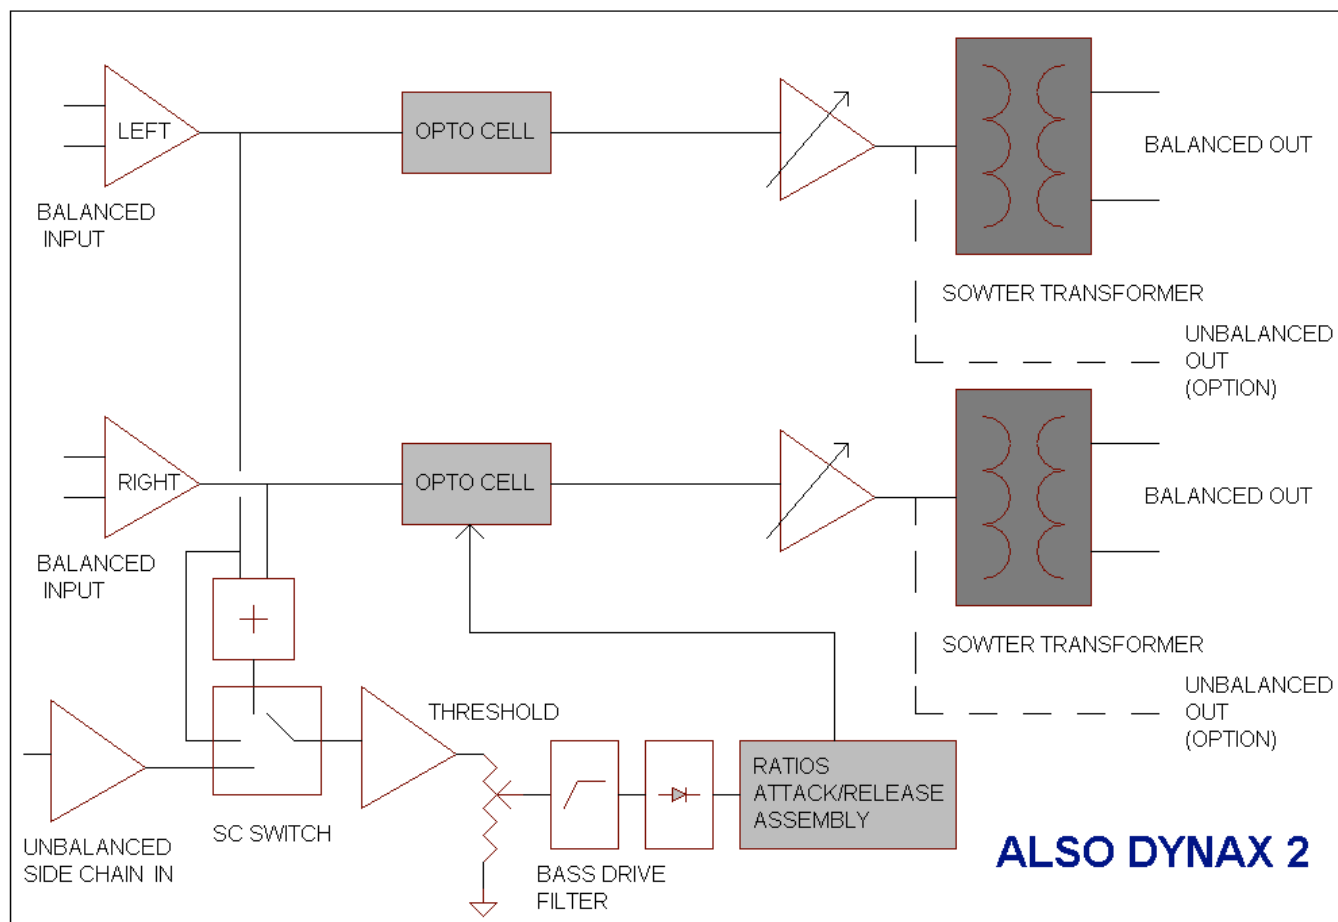 LEFT
OPTO CELL
BALANCED OUT
BALANCED
INPUT
SOWTER TRANSFORMER
UNBALANCED
OUT
(OPTION)
RIGHT
OPTO CELL
BALANCED OUT
BALANCED
INPUT
SOWTER TRANSFORMER
UNBALANCED
OUT
(OPTION)
THRESHOLD
RATIOS
ATTACK/RELEASE
ASSEMBLY
SC SWITCH
UNBALANCED
SIDE CHAIN IN
BASS DRIVE
FILTER
ALSO DYNAX 2